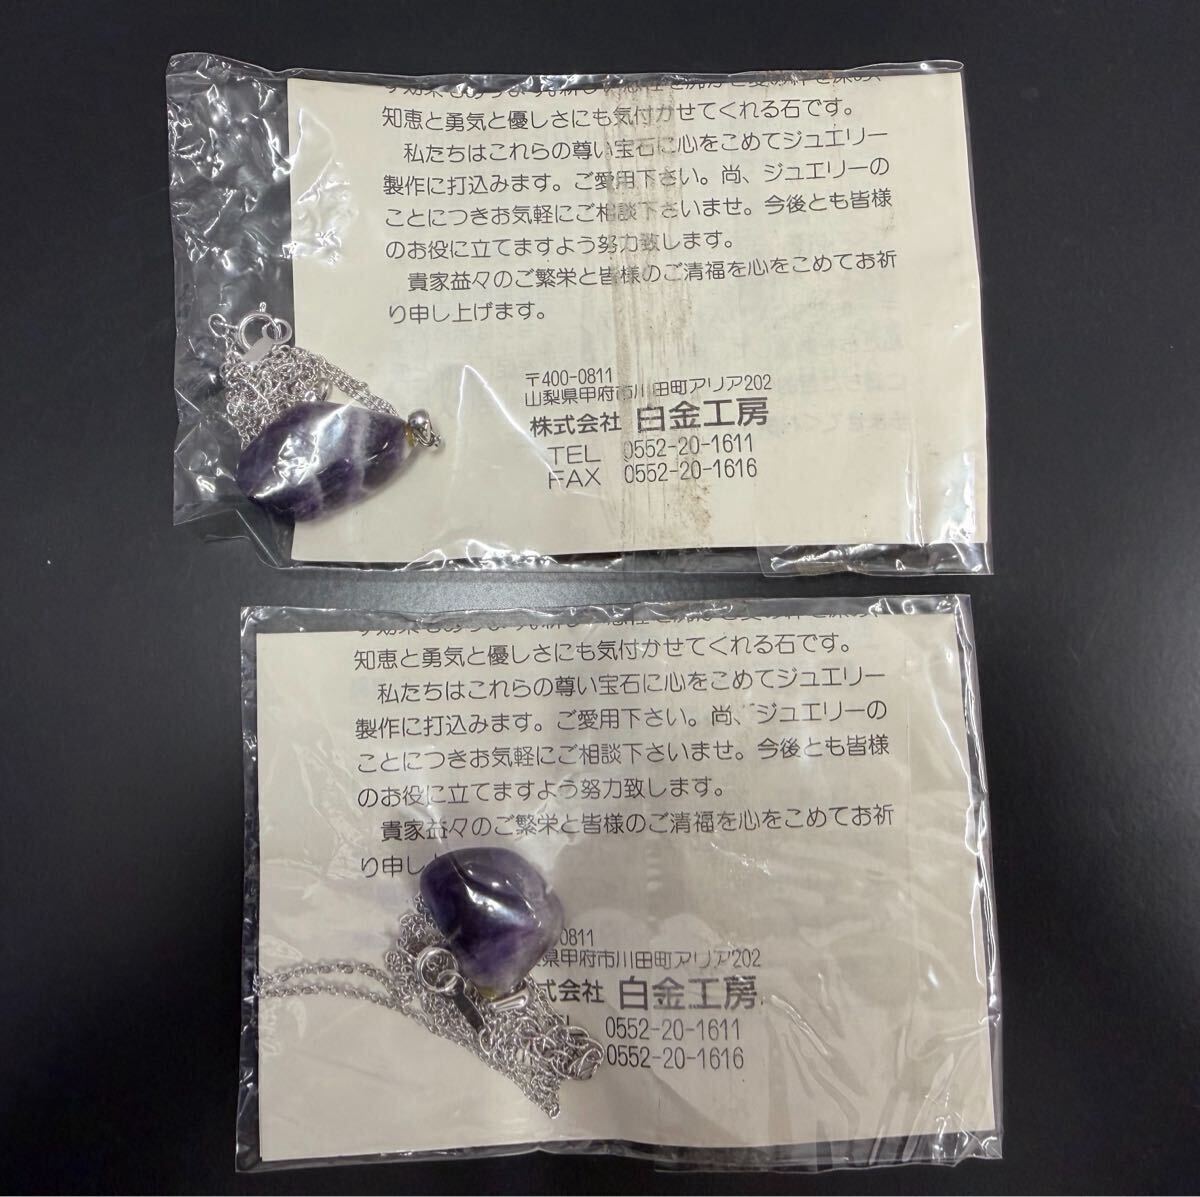 知恵と勇気と優しさにも気付かせてくれる石です。
私たちはこれらの尊い宝石に心をこめてジュエリー
製作に打込みます。ご愛用下さい。尚、ジュエリーの
ことにつきお気軽にご相談下さいませ。今後とも皆様
のお役に立てますよう努力致します。
貴家益々のご繁栄と皆様のご清福を心をこめてお祈
り申し上げます。
〒400-0811
山梨県甲府市川田町アリア202
株式会社 白金工房
TEL 0552-20-1611
FAX 0552-20-1616
知恵と勇気と優しさにも気付かせてくれる石です。
私たちはこれらの尊い宝石に心をこめてジュエリー
製作に打込みます。ご愛用下さい。尚、ジュエリーの
ことにつきお気軽にご相談下さいませ。今後とも皆様
のお役に立てますよう努力致します。
貴家益々のご繁栄と皆様のご清福を心をこめてお祈
り申し
0811
県甲府市川田町アリア202
式会社 白金工房
0552-20-1611
0552-20-1616